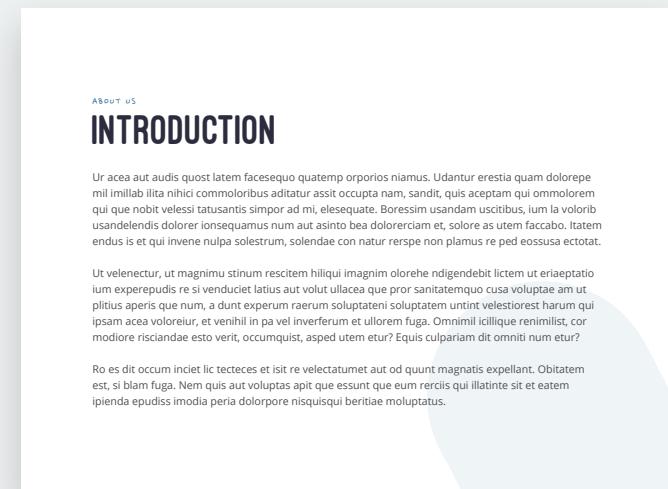 ABOUT US
INTRODUCTION
Ur acea aut audis quost latem facesequo quatemp orporios niamus. Udantur erestia quam dolorepe
mil imillab ilita nihici commoloribus aditatur assit occupta nam, sandit, quis aceptam qui ommolorem
qui que nobit velessi tatusantis simpor ad mi, elesequate. Boressim usandam uscitibus, ium la volorib
usandelendis dolorer ionsequamus num aut asinto bea dolorerciam et, solore as utem faccabo. Itatem
endus is et qui invene nulpa solestrum, solendae con natur rerspe non plamus re ped eossusa ectotat.
Ut velenectur, ut magnimu stinum rescitem hiliqui imagnim olorehe ndigendebit lictem ut eriaeptatio
ium experepudis re si venduciet latius aut volut ullacea que pror sanitatemquo cusa voluptae am ut
plitius aperis que num, a dunt experum raerum soluptateni soluptatem untint velestiorest harum qui
ipsam acea voloreiur, et venihil in pa vel inverferum et ullorem fuga. Omnimil icillique renimilist, cor
modiore risciandae esto verit, occumquist, asped utem etur? Equis culpariam dit omniti num etur?
Ro es dit occum inciet lic tecteces et isit re velectatumet aut od quunt magnatis expellant. Obitatem
est, si blam fuga. Nem quis aut voluptas apit que essunt que eum rerciis qui illatinte sit et eatem
ipienda epudiss imodia peria dolorpore nisquisqui beritiae moluptatus.